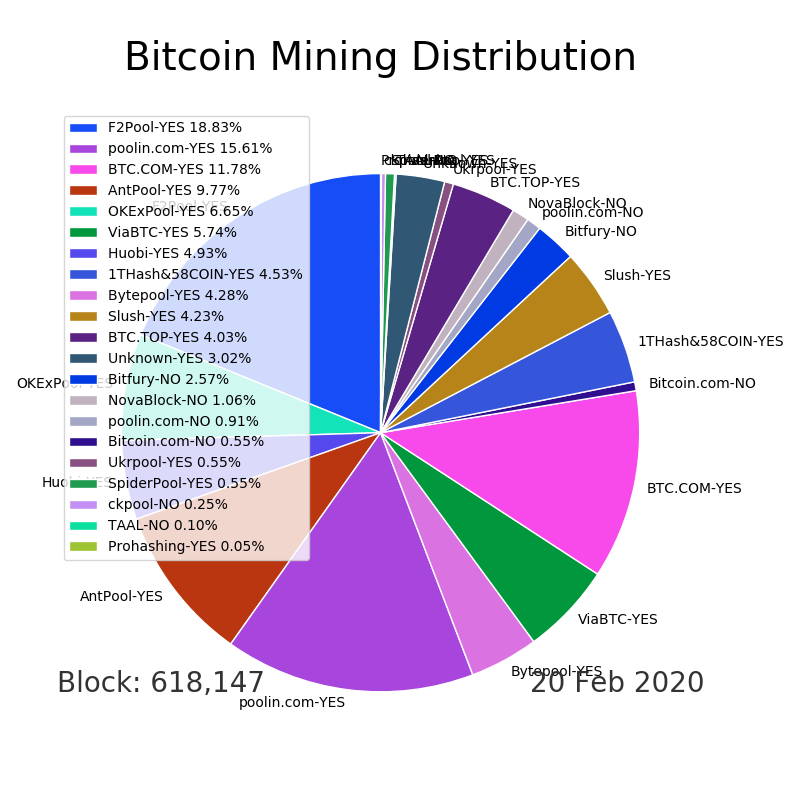 Bitcoin Mining Distribution
F2Pool-YES 18.83%
poolin.com-YES 15.61%
BTC.COM-YES 11.78%
AntPool-YES 9.77%
OKExPool-YES 6.65%
ViaBTC-YES 5.74%
Huobi-YES 4.93%
1THash&58COIN-YES 4.53%
Bytepool-YES 4.28%
Slush-YES 4.23%
BTC.TOP-YES 4.03%
Unknown-YES 3.02%
Bitfury-NO 2.57%
NovaBlock-NO 1.06%
poolin.com-NO 0.91%
Bitcoin.com-NO 0.55%
Ukrpool-YES 0.55%
SpiderPool-YES 0.55%
ckpool-NO 0.25%
TAAL-NO 0.10%
Prohashing-YES 0.05%
Ukrpool-YES
BTC.TOP-YES
NovaBlock-NO
poolin.com-NO
Bitfury-NO
Slush-YES
1THash&58COIN-YES
Bitcoin.com-NO
BTC.COM-YES
ViaBTC-YES
Bytepool-YES
poolin.com-YES
AntPool-YES
Huobi-YES
OKExPool-YES
F2Pool-YES
Block: 618,147
20 Feb 2020